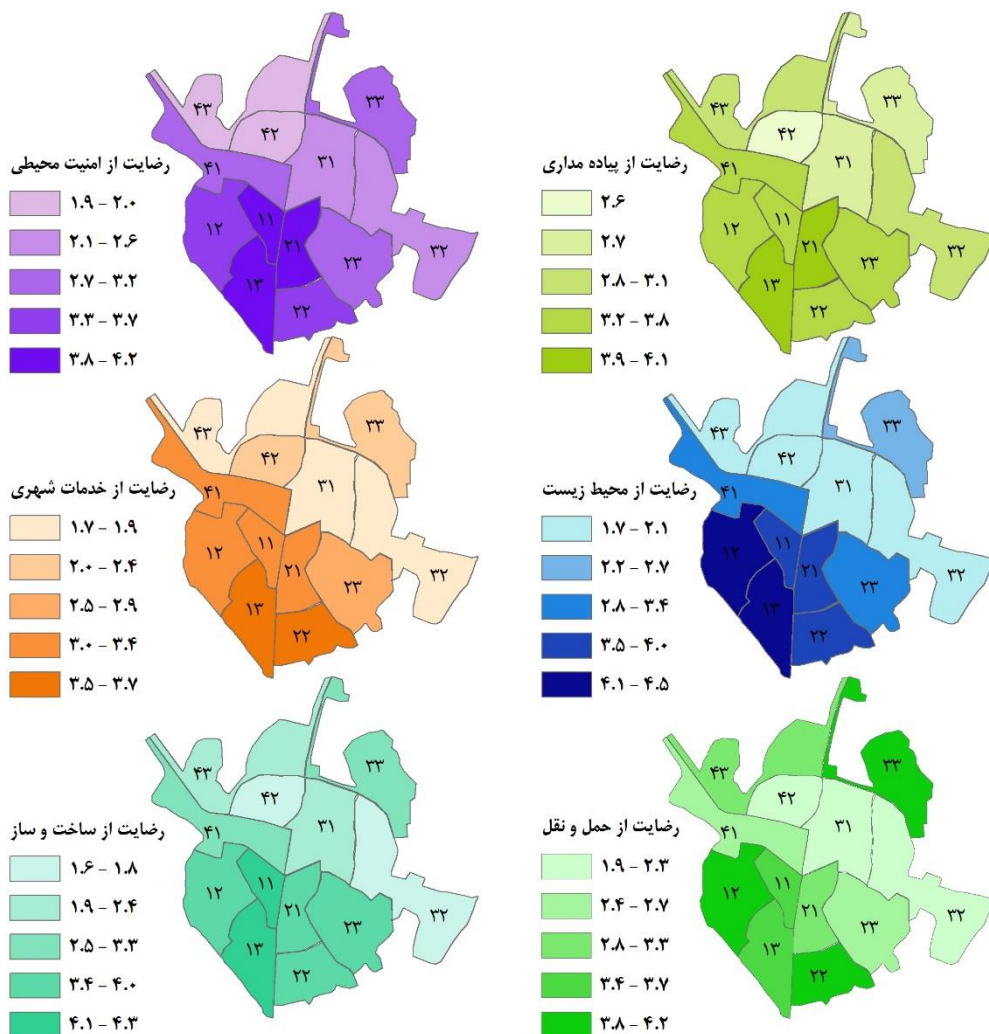 ۳۳
۴۳
۴۲
۳۱
۴۱
۱۲
۱۱
۲۱
۲۳
۳۲
۱۳
۲۲
رضایت از امنیت محیطی
۱.۹ – ۲.۰
۲.۱ – ۲.۶
۲.۷ – ۳.۲
۳.۳ – ۳.۷
۳.۸ – ۴.۲
۳۳
۴۳
۴۲
۳۱
۴۱
۱۲
۱۱
۲۱
۲۳
۳۲
۱۳
۲۲
رضایت از پیاده مداری
۲.۶
۲.۷
۲.۸ – ۳.۱
۳.۲ – ۳.۸
۳.۹ – ۴.۱
۳۳
۴۳
۴۲
۳۱
۴۱
۱۲
۱۱
۲۱
۲۳
۳۲
۱۳
۲۲
رضایت از خدمات شهری
۱.۷ – ۱.۹
۲.۰ – ۲.۴
۲.۵ – ۲.۹
۳.۰ – ۳.۴
۳.۵ – ۳.۷
۳۳
۴۳
۴۲
۳۱
۴۱
۱۲
۱۱
۲۱
۲۳
۳۲
۱۳
۲۲
رضایت از محیط زیست
۱.۷ – ۲.۱
۲.۲ – ۲.۷
۲.۸ – ۳.۴
۳.۵ – ۴.۰
۴.۱ – ۴.۵
۳۳
۴۳
۴۲
۳۱
۴۱
۱۲
۱۱
۲۱
۲۳
۳۲
۱۳
۲۲
رضایت از ساخت و ساز
۱.۶ – ۱.۸
۱.۹ – ۲.۴
۲.۵ – ۳.۳
۳.۴ – ۴.۰
۴.۱ – ۴.۳
۳۳
۴۳
۴۲
۳۱
۴۱
۱۲
۱۱
۲۱
۲۳
۳۲
۱۳
۲۲
رضایت از حمل و نقل
۱.۹ – ۲.۳
۲.۴ – ۲.۷
۲.۸ – ۳.۳
۳.۴ – ۳.۷
۳.۸ – ۴.۲